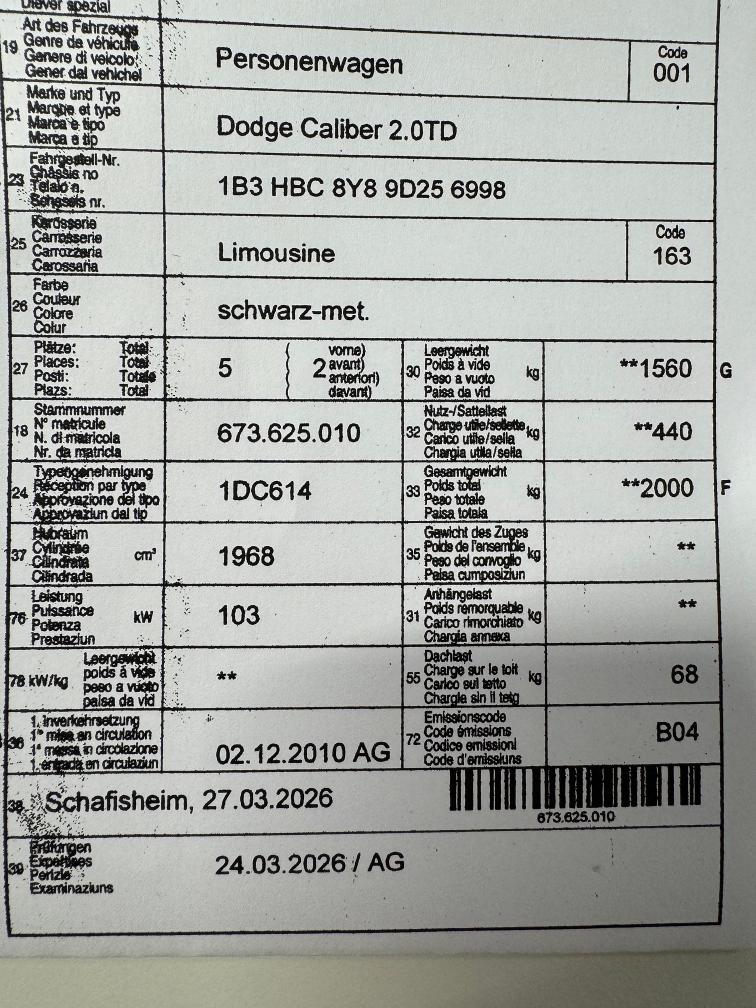 19 Art des Fahrzeugs
Genre de véhicule
Genere di veicolo
Gener dal vehichel
Personenwagen
Code
001
21 Marke und Typ
Marque et type
Marca e tipo
Marca e tip
Dodge Caliber 2.0TD
23 Fahrgestell-Nr.
Châssis no
Telaio n.
Schassis nr.
1B3 HBC 8Y8 9D25 6998
25 Karosserie
Carrosserie
Carrozzeria
Carossaria
Limousine
Code
163
26 Farbe
Couleur
Colore
Colur
schwarz-met.
27 Plätze: Total
Places: Total
Posti: Totale
Plazs: Total
5 ( 2 vorne)
avant)
anteriori)
davant)
30 Leergewicht
Poids à vide
Peso a vuoto
Paisa da vid
kg
**1560
G
18 Stammnummer
N° matricule
N. di matricola
Nr. da matricla
673.625.010
32 Nutz-/Sattellast
Charge utile/sellette
Carico utile/sella
Chargia utila/sella
kg
**440
24 Typengenehmigung
Réception par type
Approvazione del tipo
Approvaziun dal tip
1DC614
33 Gesamtgewicht
Poids total
Peso totale
Paisa totala
kg
**2000
F
37 Hubraum
Cylindrée
Cilindrata
Cilindrada
cm³
1968
35 Gewicht des Zuges
Poids de l'ensemble
Peso del convoglio
Paisa cumposiziun
kg
**
76 Leistung
Puissance
Potenza
Prestaziun
kW
103
31 Anhängelast
Poids remorquable
Carico rimorchiato
Chargia annexa
kg
**
78 kW/kg Leergewicht
poids à vide
peso a vuoto
paisa da vid
**
55 Dachlast
Charge sur le toit
Carico sul tetto
Chargia sin il tetg
kg
68
36 1. Inverkehrsetzung
1re mise en circulation
1a messa in circolazione
1. entrada en circulaziun
02.12.2010 AG
72 Emissionscode
Code émissions
Codice emissioni
Code d'emissiuns
B04
38 Schafisheim, 27.03.2026
673.625.010
39 Prüfungen
Expertises
Perizie
Examinaziuns
24.03.2026 / AG